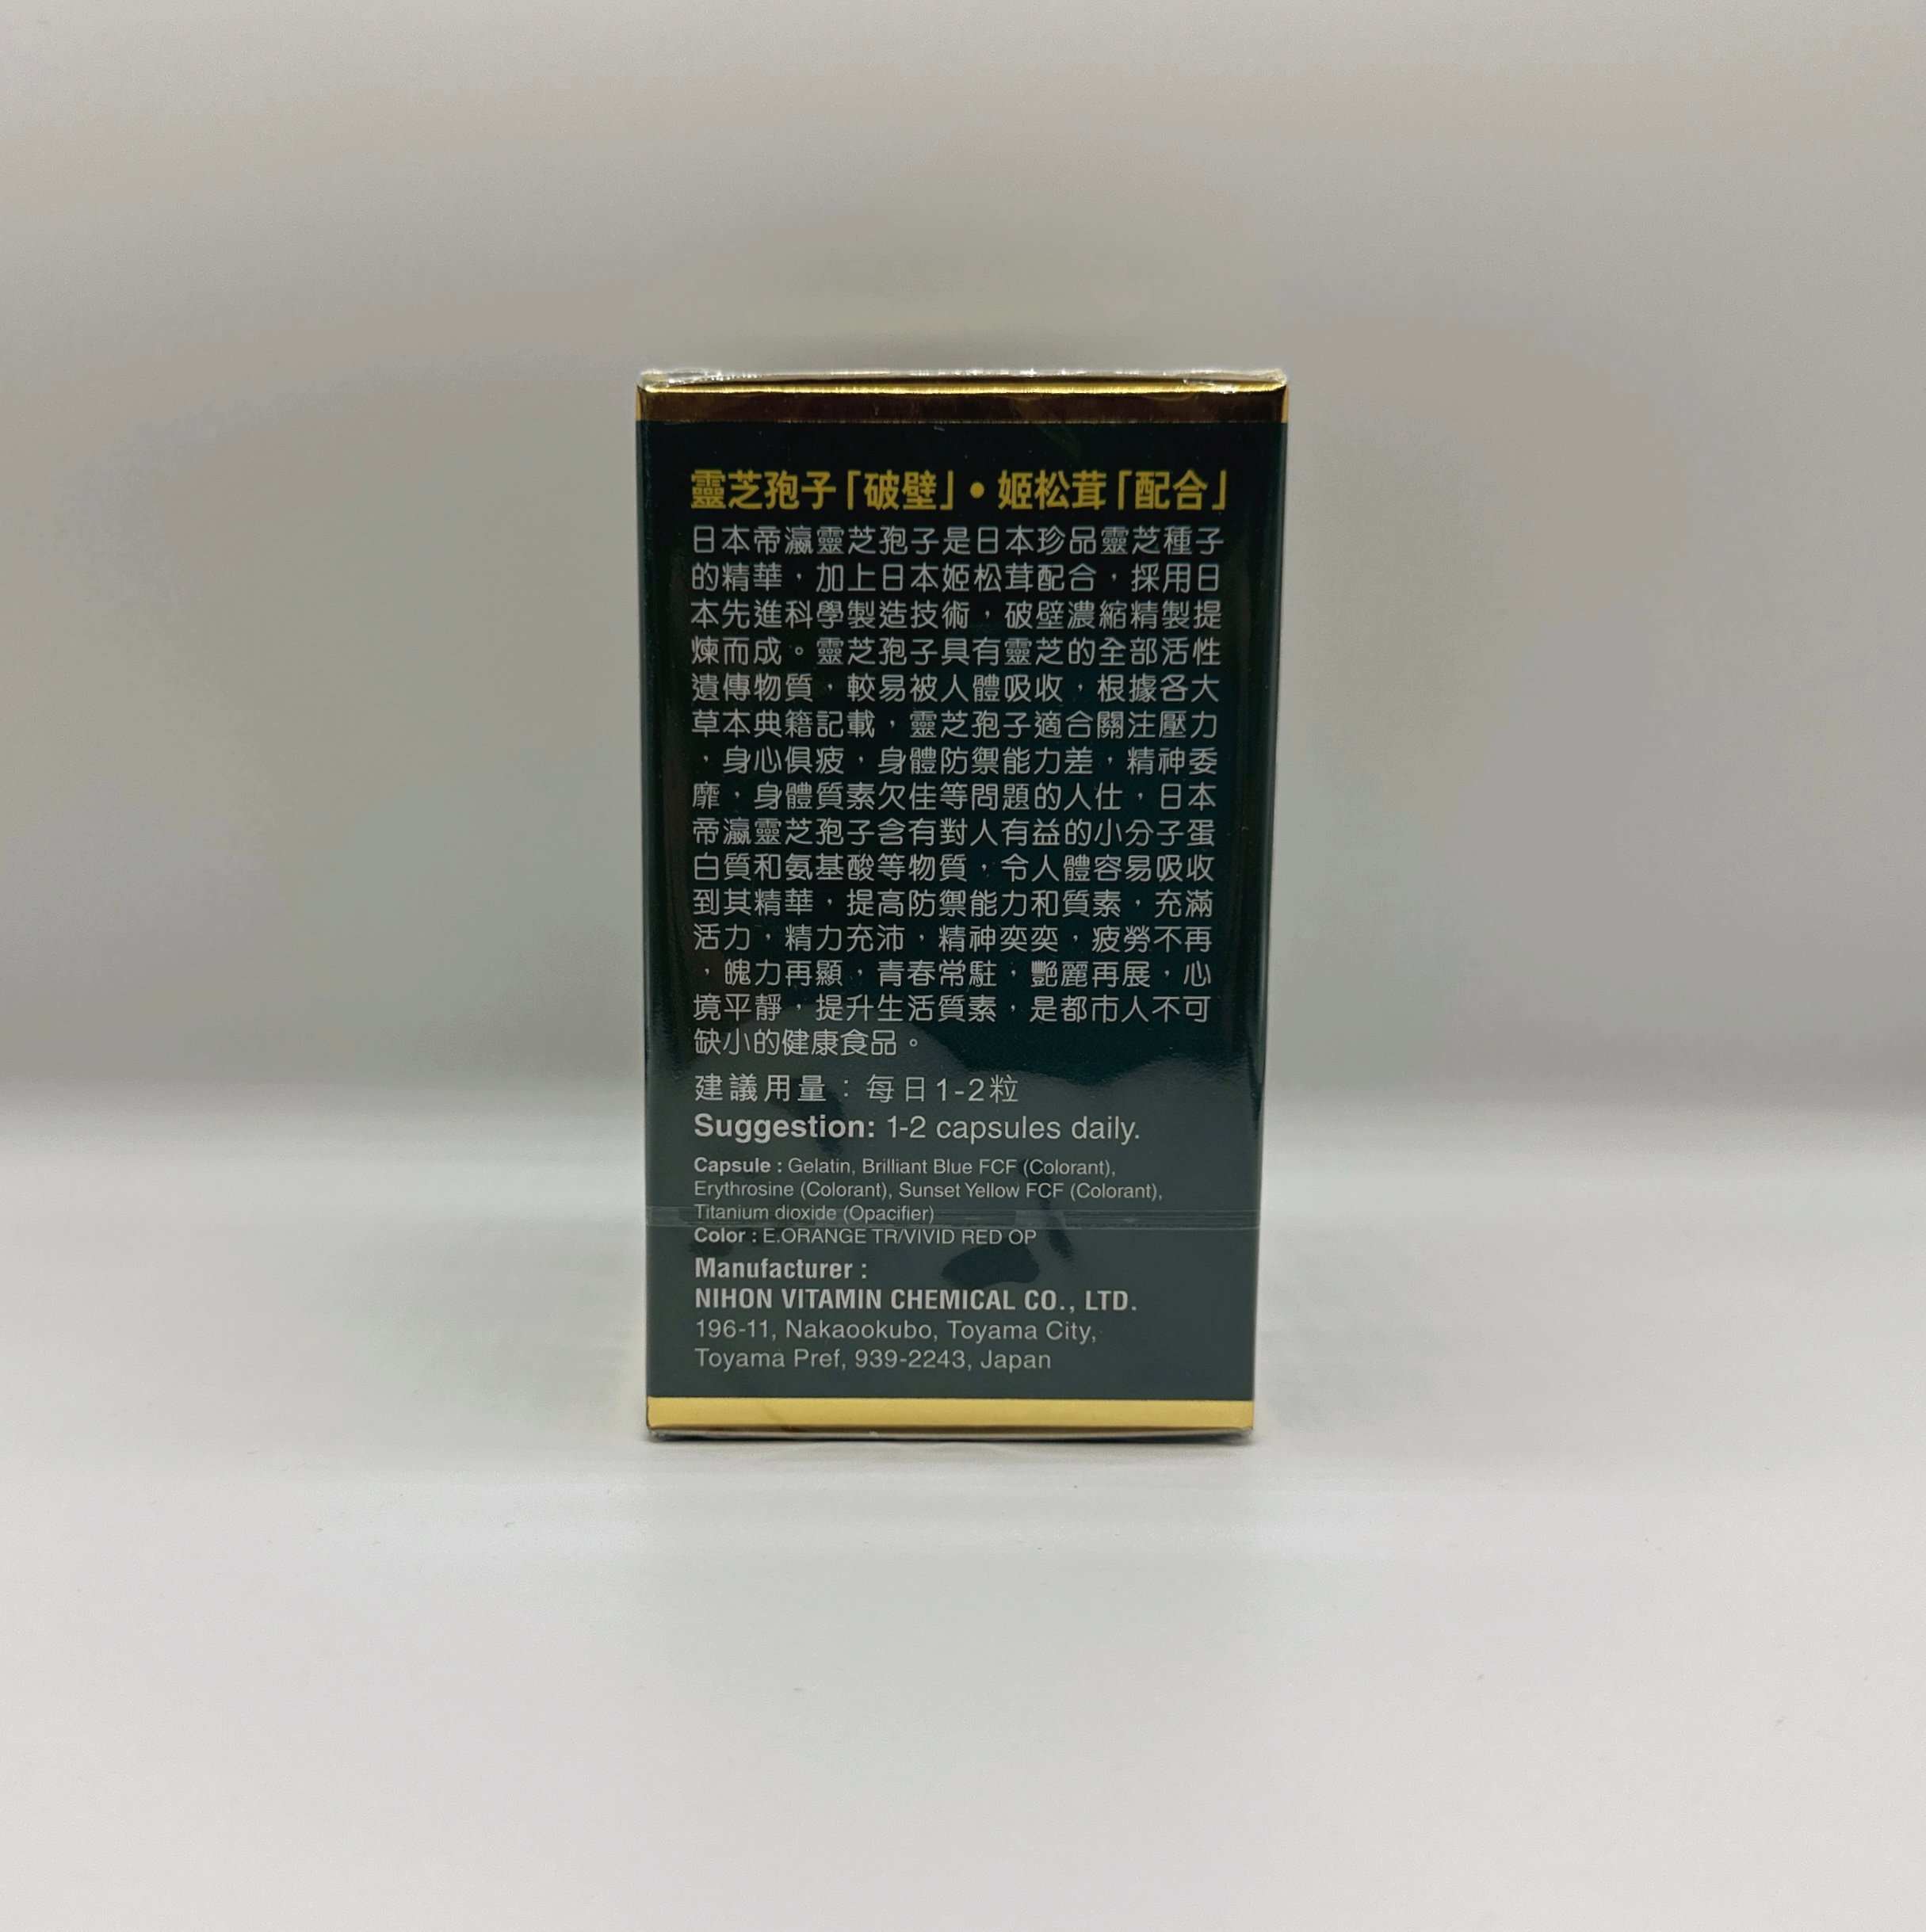 靈芝孢子「破壁」•姬松茸「配合」
日本帝瀛靈芝孢子是日本珍品靈芝種子
的精華，加上日本姬松茸配合，採用日
本先進科學製造技術，破壁濃縮精製提
煉而成。靈芝孢子具有靈芝的全部活性
遺傳物質，較易被人體吸收，根據各大
草本典籍記載，靈芝孢子適合關注壓力
，身心俱疲，身體防禦能力差，精神委
靡，身體質素欠佳等問題的人仕，日本
帝瀛靈芝孢子含有對人有益的小分子蛋
白質和氨基酸等物質，令人體容易吸收
到其精華，提高防禦能力和質素，充滿
活力，精力充沛，精神奕奕，疲勞不再
，魄力再顯，青春常駐，艷麗再展，心
境平靜，提升生活質素，是都市人不可
缺小的健康食品。
建議用量：每日1-2粒
Suggestion: 1-2 capsules daily.
Capsule : Gelatin, Brilliant Blue FCF (Colorant),
Erythrosine (Colorant), Sunset Yellow FCF (Colorant),
Titanium dioxide (Opacifier)
Color : E.ORANGE TR/VIVID RED OP
Manufacturer :
NIHON VITAMIN CHEMICAL CO., LTD.
196-11, Nakaookubo, Toyama City,
Toyama Pref, 939-2243, Japan